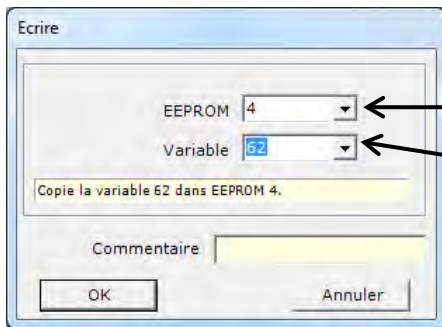 Ecrire
EEPROM 4
Variable 62
Copie la variable 62 dans EEPROM 4.
Commentaire
OK Annuler